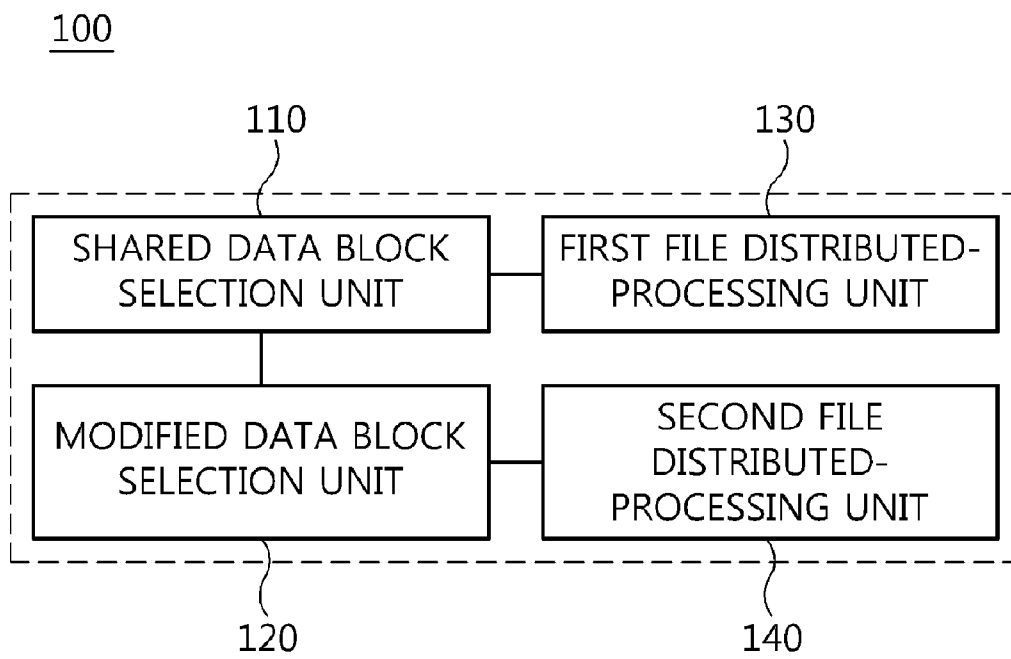 100
110
130
SHARED DATA BLOCK
SELECTION UNIT
FIRST FILE DISTRIBUTED-
PROCESSING UNIT
MODIFIED DATA BLOCK
SELECTION UNIT
SECOND FILE
DISTRIBUTED-
PROCESSING UNIT
120
140